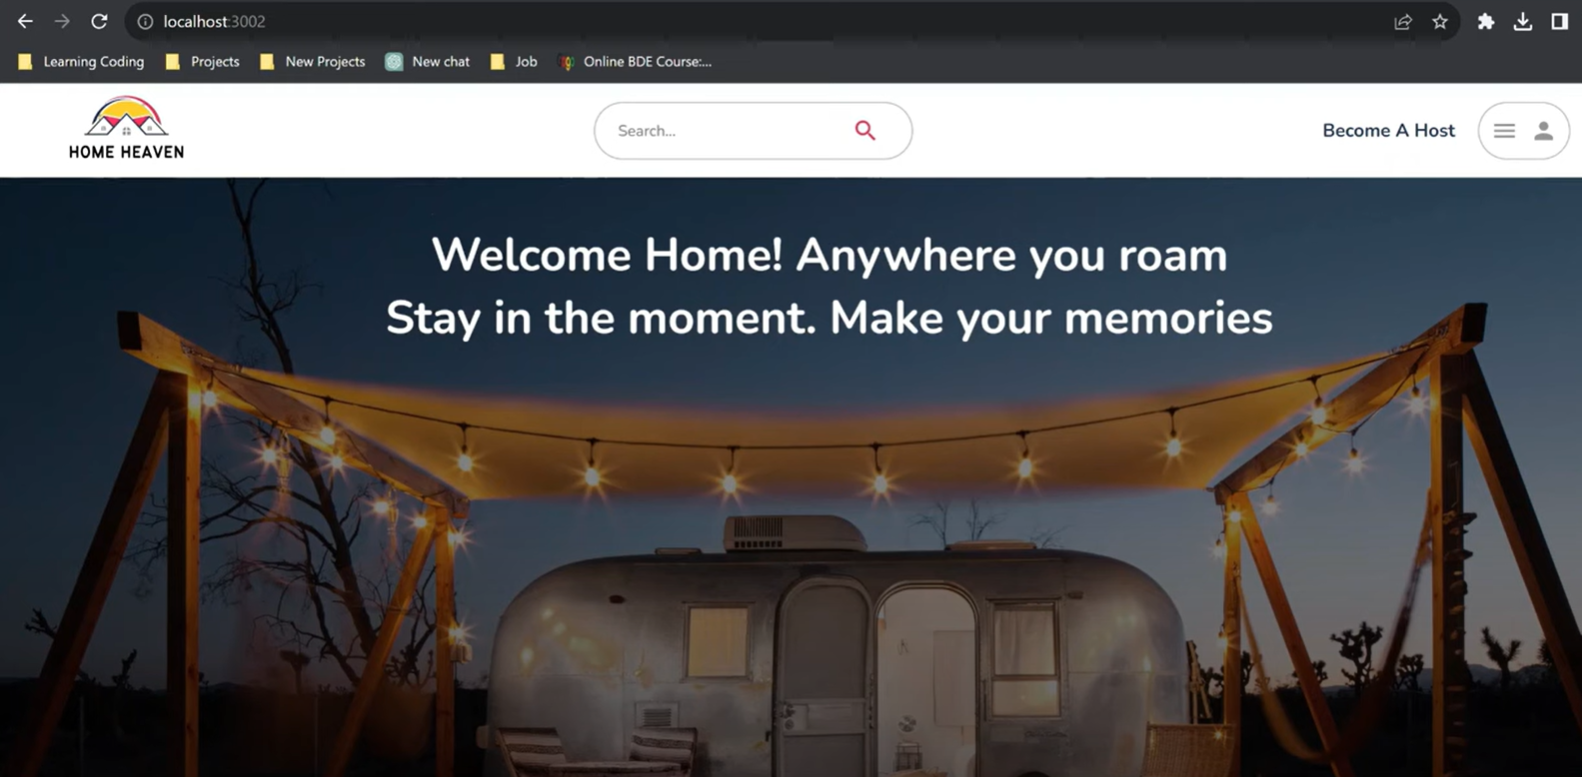 localhost:3002
Learning Coding Projects New Projects New chat Job Online BDE Course:...
HOME HEAVEN
Search...
Become A Host
Welcome Home! Anywhere you roam
Stay in the moment. Make your memories